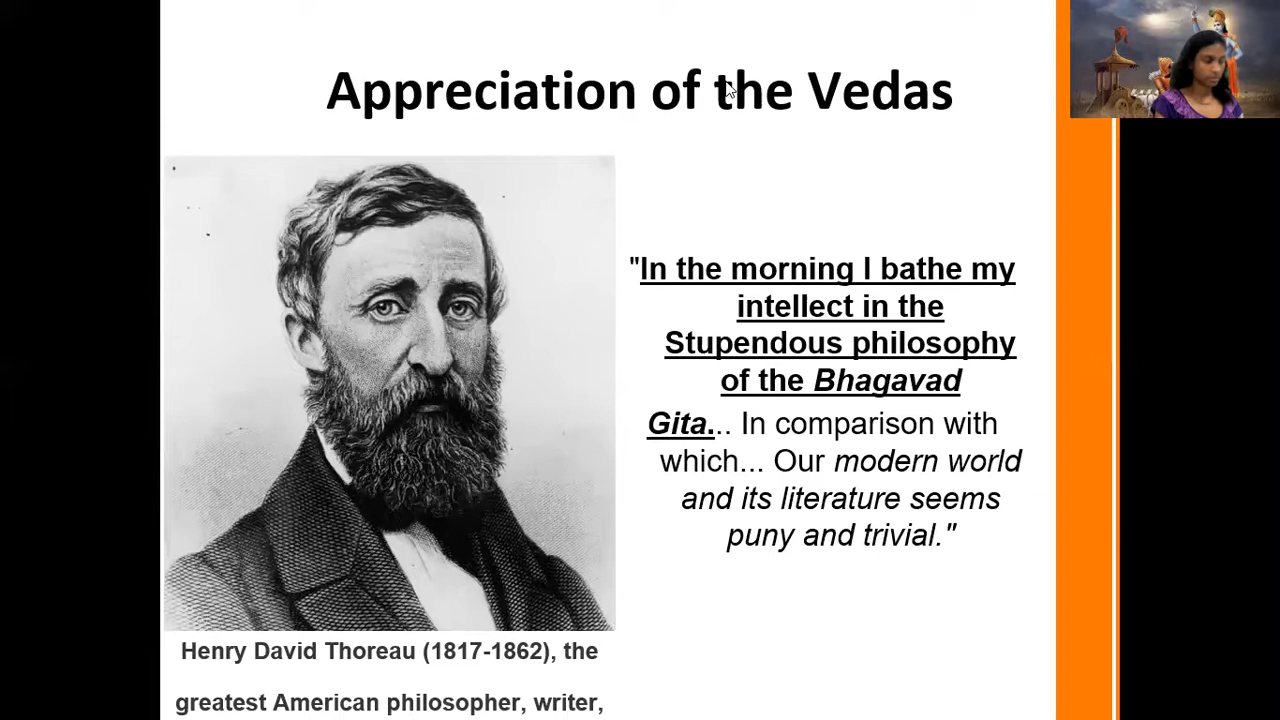 Appreciation of the Vedas
"In the morning I bathe my
intellect in the
Stupendous philosophy
of the Bhagavad
Gita... In comparison with
which... Our modern world
and its literature seems
puny and trivial."
Henry David Thoreau (1817-1862), the
greatest American philosopher, writer,